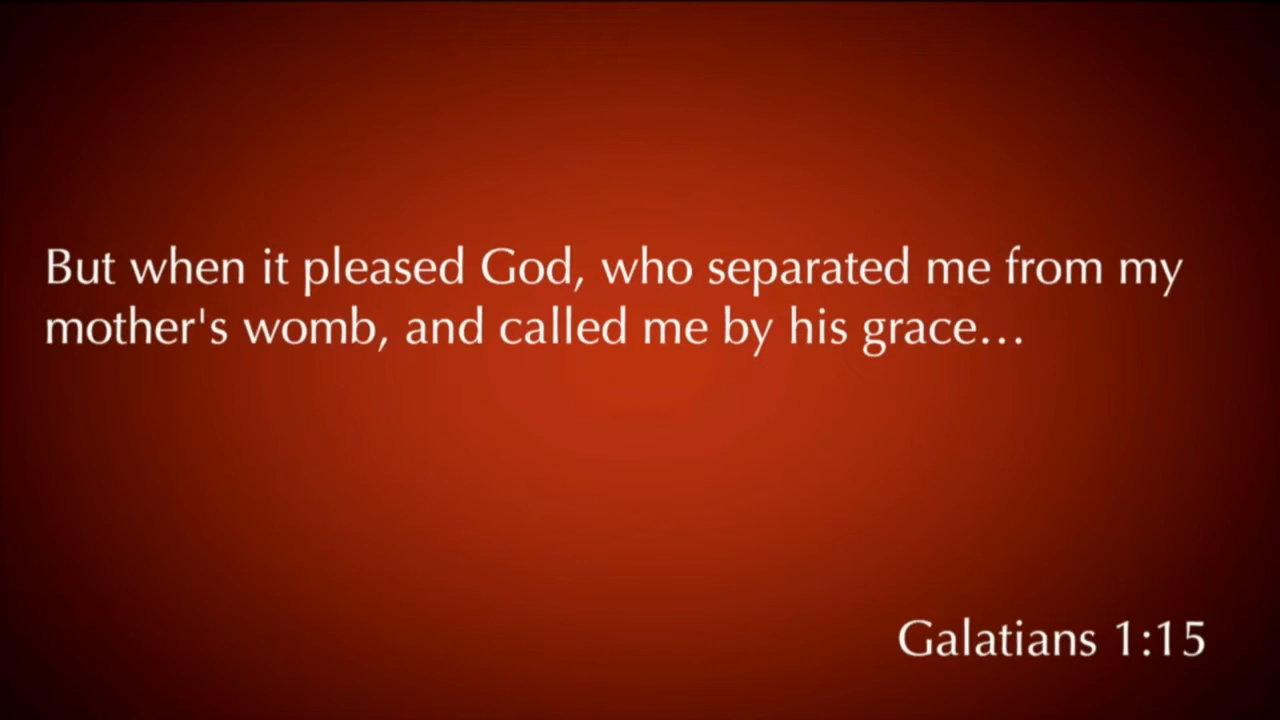 But when it pleased God, who separated me from my
mother's womb, and called me by his grace…
Galatians 1:15